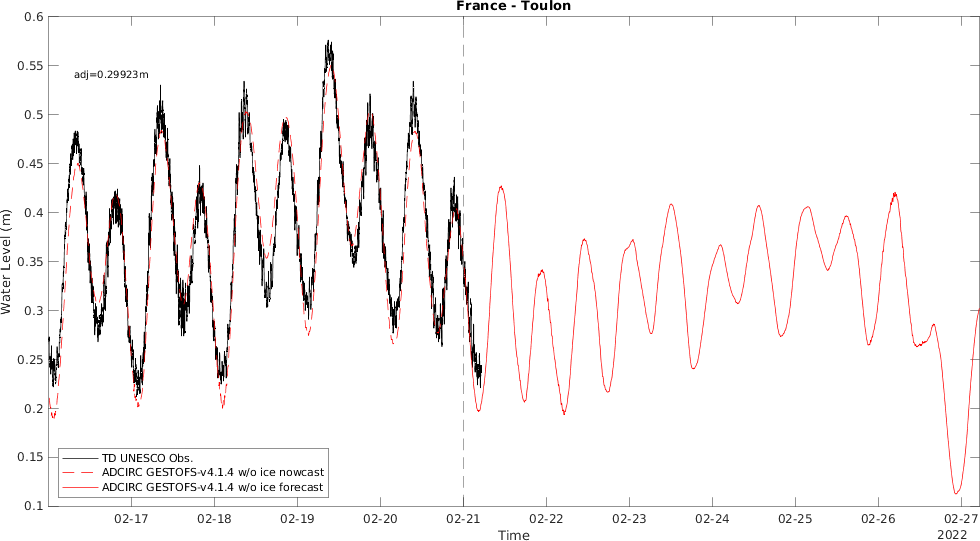 France - Toulon
0.6
0.55
0.5
0.45
0.4
0.35
0.3
0.25
0.2
0.15
0.1
Water Level (m)
adj=0.29923m
TD UNESCO Obs.
ADCIRC GESTOFS-v4.1.4 w/o ice nowcast
ADCIRC GESTOFS-v4.1.4 w/o ice forecast
02-17 02-18 02-19 02-20 02-21 02-22 02-23 02-24 02-25 02-26 02-27
Time
2022